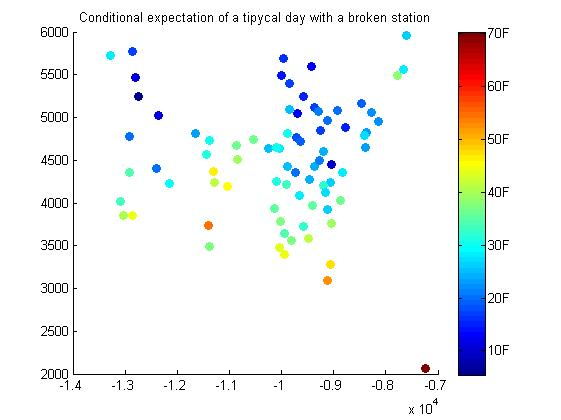 Conditional expectation of a tipycal day with a broken station
6000
5500
5000
4500
4000
3500
3000
2500
2000
-1.4
-1.3
-1.2
-1.1
-1
-0.9
-0.8
-0.7
x 10^4
70F
60F
50F
40F
30F
20F
10F